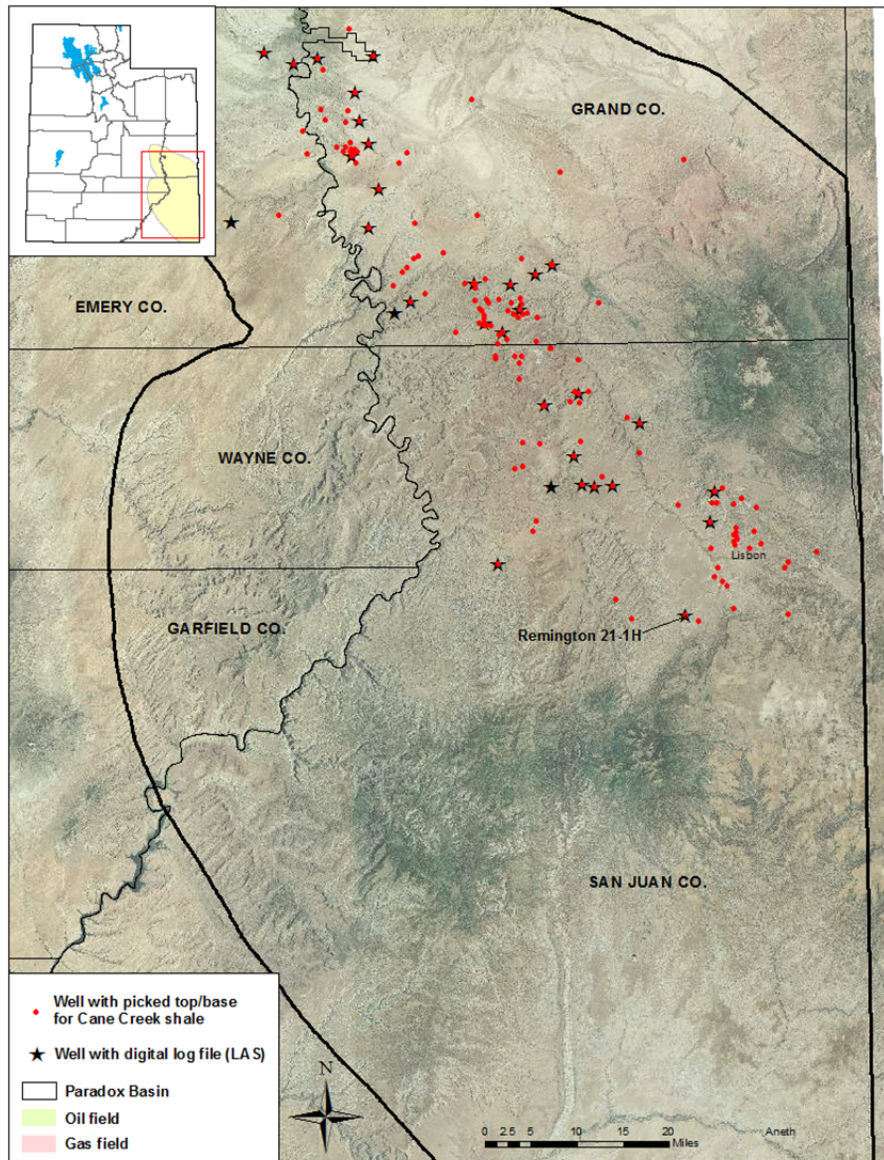 GRAND CO.
EMERY CO.
WAYNE CO.
Lisbon
GARFIELD CO.
Remington 21-1H
SAN JUAN CO.
Well with picked top/base
for Cane Creek shale
Well with digital log file (LAS)
Paradox Basin
Oil field
Gas field
N
0 2.5 5 10 15 20
Miles
Aneth